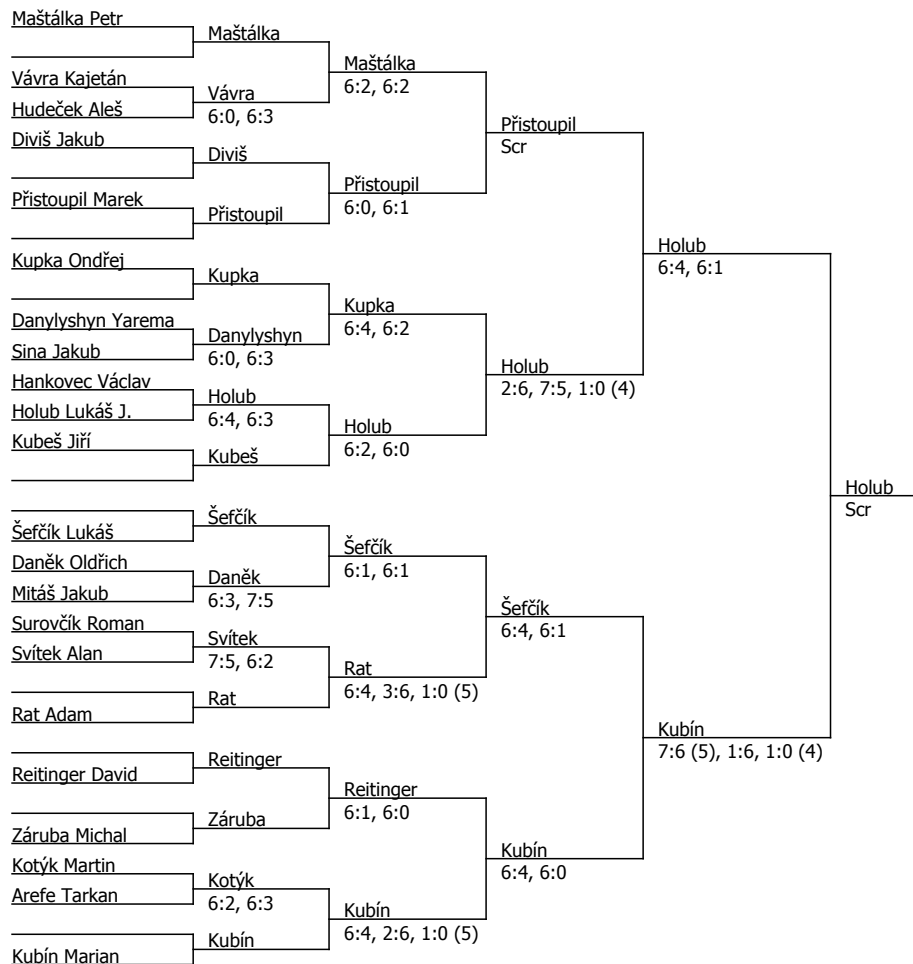 Maštálka Petr
Maštálka
Maštálka
6:2, 6:2
Vávra Kajetán
Vávra
6:0, 6:3
Hudeček Aleš
Přistoupil
Scr
Diviš Jakub
Diviš
Přistoupil
6:0, 6:1
Přistoupil Marek
Přistoupil
Holub
6:4, 6:1
Kupka Ondřej
Kupka
Kupka
6:4, 6:2
Danylyshyn Yarema
Danylyshyn
6:0, 6:3
Sina Jakub
Holub
2:6, 7:5, 1:0 (4)
Hankovec Václav
Holub
6:4, 6:3
Holub Lukáš J.
Holub
6:2, 6:0
Kubeš Jiří
Kubeš
Holub
Scr
Šefčík
Šefčík Lukáš
Šefčík
6:1, 6:1
Daněk Oldřich
Daněk
6:3, 7:5
Mitáš Jakub
Šefčík
6:4, 6:1
Surovčík Roman
Svítek
7:5, 6:2
Svítek Alan
Rat
6:4, 3:6, 1:0 (5)
Rat
Rat Adam
Kubín
7:6 (5), 1:6, 1:0 (4)
Reitinger
Reitinger David
Reitinger
6:1, 6:0
Záruba
Záruba Michal
Kubín
6:4, 6:0
Kotýk Martin
Kotýk
6:2, 6:3
Arefe Tarkan
Kubín
6:4, 2:6, 1:0 (5)
Kubín
Kubín Marian